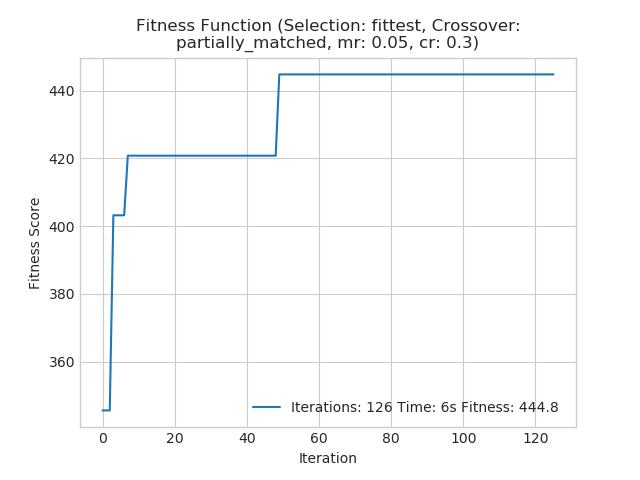 Fitness Function (Selection: fittest, Crossover:
partially_matched, mr: 0.05, cr: 0.3)
Fitness Score
440
420
400
380
360
Iterations: 126 Time: 6s Fitness: 444.8
0 20 40 60 80 100 120
Iteration